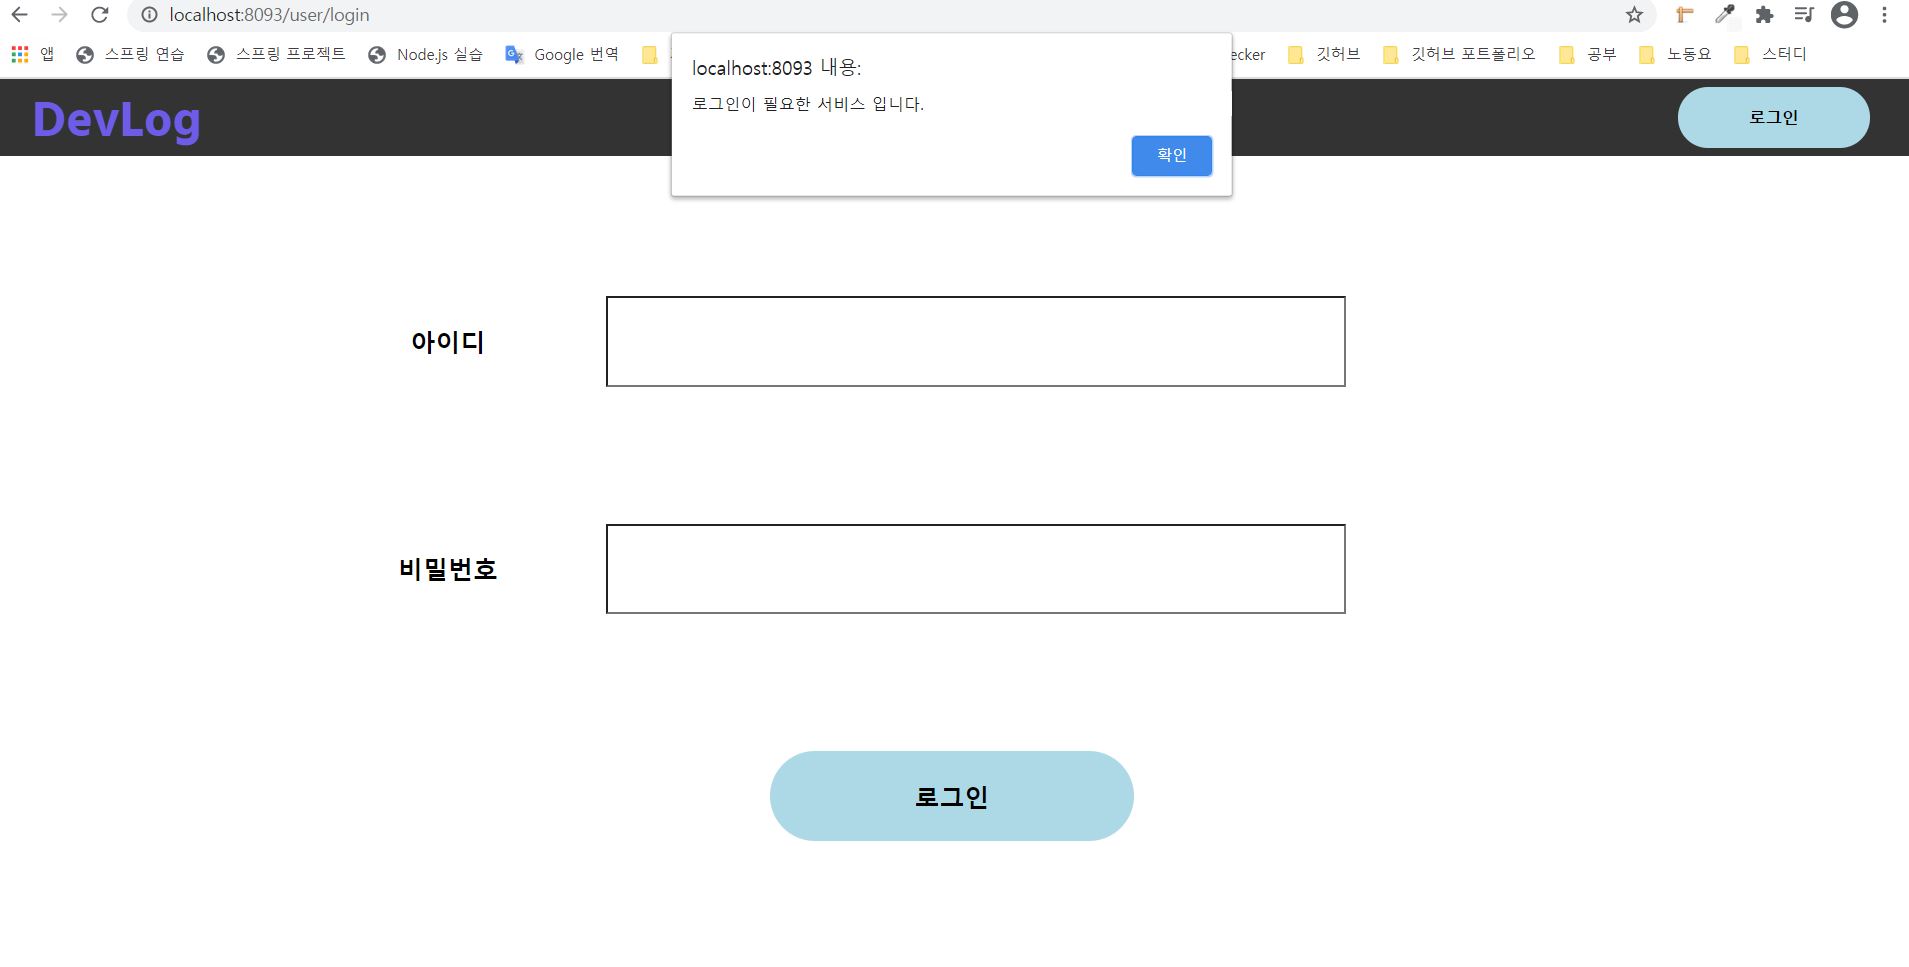 localhost:8093/user/login
앱 스프링 연습 스프링 프로젝트 Node.js 실습 Google 번역 ecker 깃허브 깃허브 포트폴리오 공부 노동요 스터디
localhost:8093 내용:
로그인이 필요한 서비스 입니다.
확인
DevLog
로그인
아이디
비밀번호
로그인